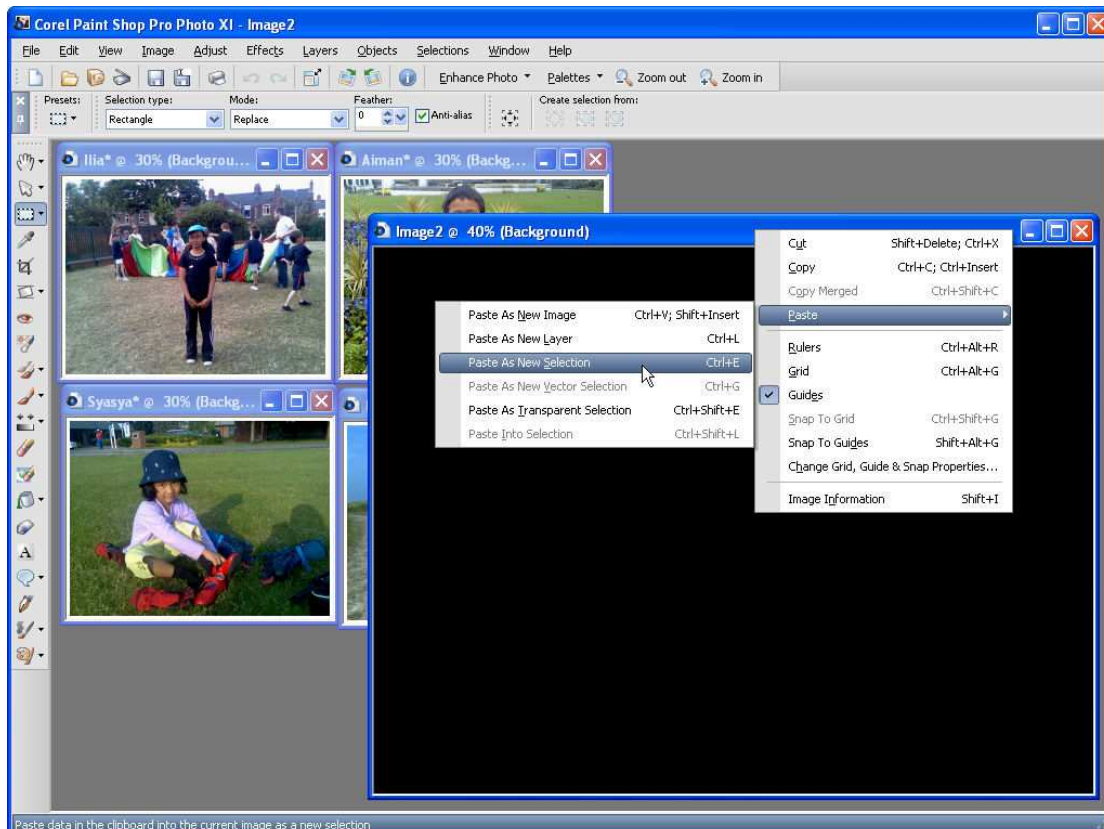 Corel Paint Shop Pro Photo XI - Image2
File Edit View Image Adjust Effects Layers Objects Selections Window Help
Enhance Photo Palettes Zoom out Zoom in
Presets: Selection type: Mode: Feather: Create selection from:
Rectangle Replace 0 Anti-alias
Ilia* @ 30% (Backgrou...
Aiman* @ 30% (Backg...
Image2 @ 40% (Background)
Cut Shift+Delete; Ctrl+X
Copy Ctrl+C; Ctrl+Insert
Copy Merged Ctrl+Shift+C
Paste
Rulers Ctrl+Alt+R
Grid Ctrl+Alt+G
Guides
Snap To Grid Ctrl+Shift+G
Snap To Guides Shift+Alt+G
Change Grid, Guide & Snap Properties...
Image Information Shift+I
Paste As New Image Ctrl+V; Shift+Insert
Paste As New Layer Ctrl+L
Paste As New Selection Ctrl+E
Paste As New Vector Selection Ctrl+G
Paste As Transparent Selection Ctrl+Shift+E
Paste Into Selection Ctrl+Shift+L
Syasya* @ 30% (Backg...
A
Paste data in the clipboard into the current image as a new selection